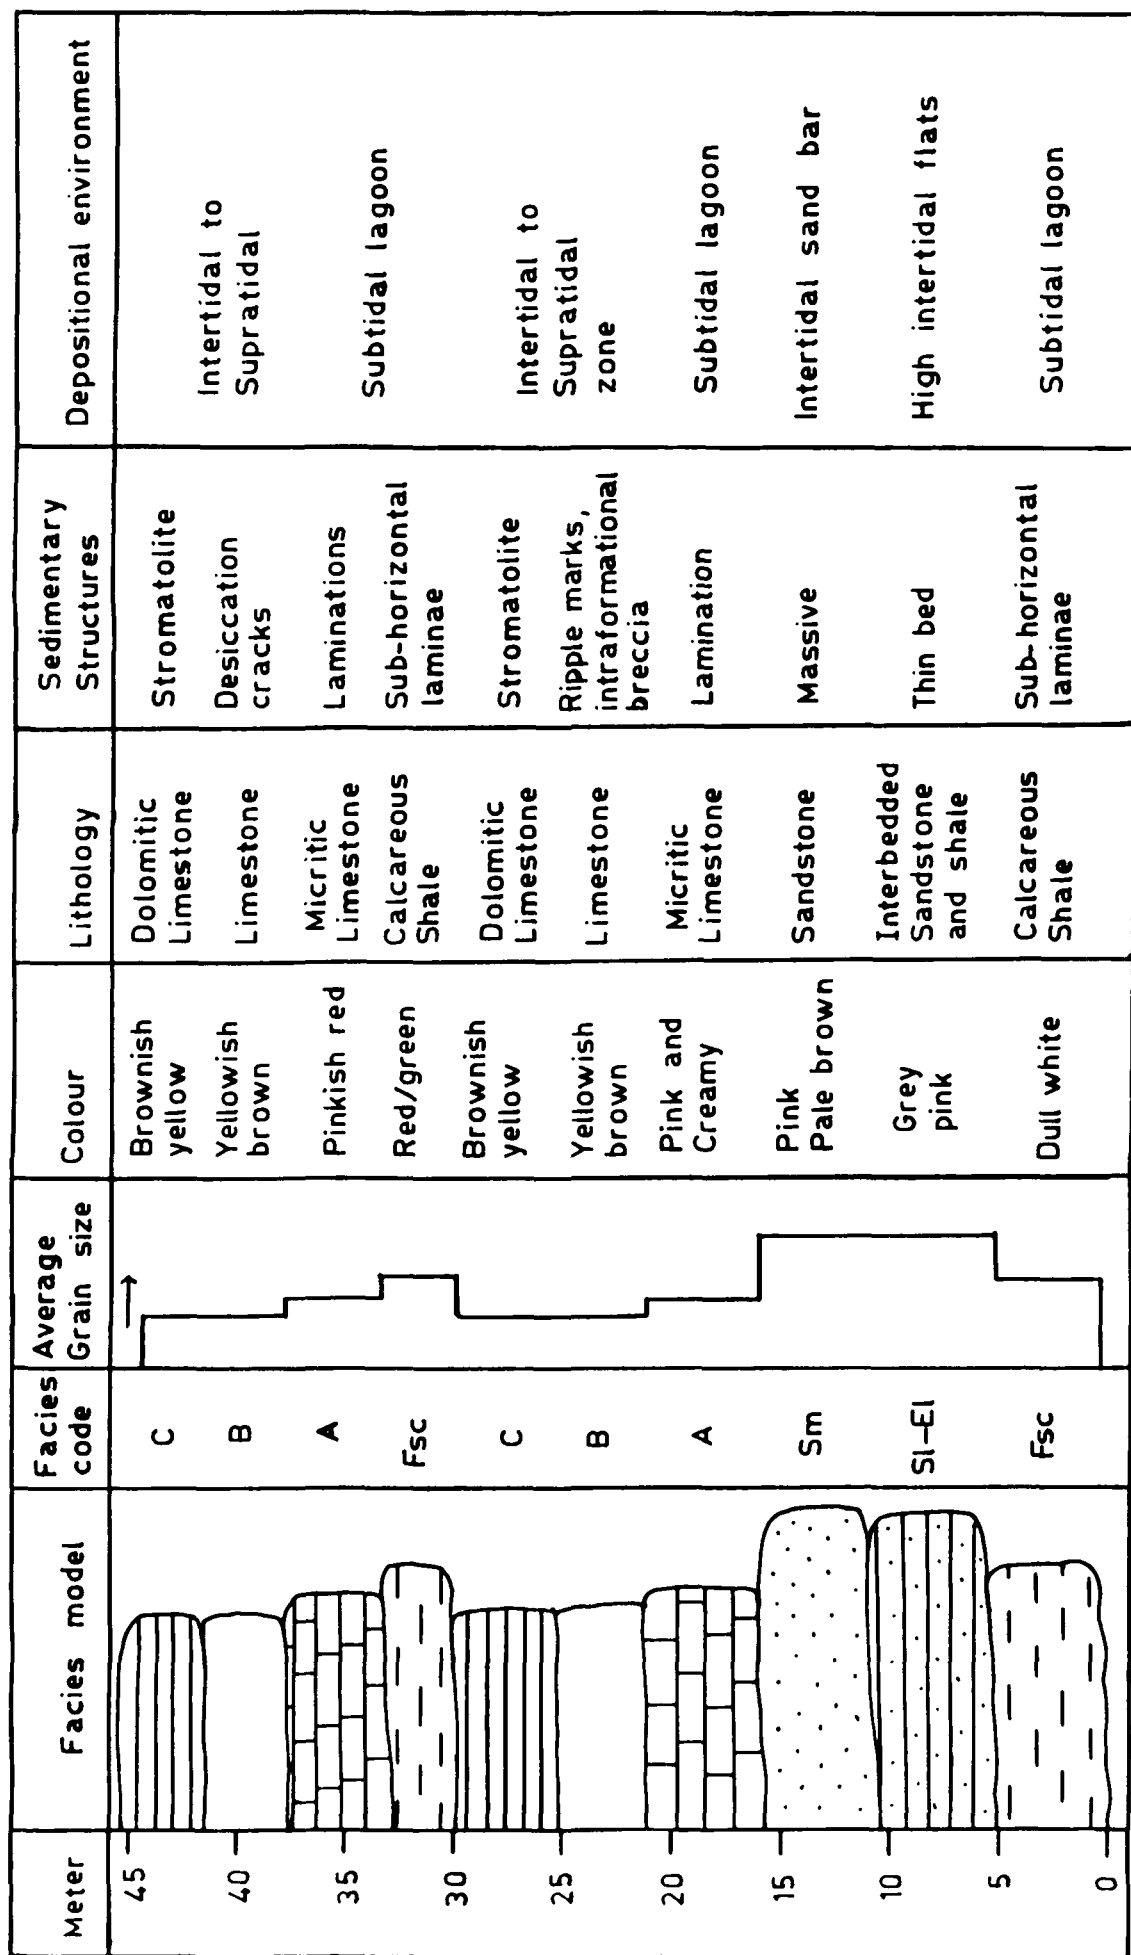 Meter
Facies model
Facies
code
Average
Grain size
Colour
Lithology
Sedimentary
Structures
Depositional environment
45
40
35
30
25
20
15
10
5
0
C
B
A
Fsc
C
B
A
Sm
Sl-El
Fsc
Brownish
yellow
Yellowish
brown
Pinkish red
Red/green
Brownish
yellow
Yellowish
brown
Pink and
Creamy
Pink
Pale brown
Grey
pink
Dull white
Dolomitic
Limestone
Limestone
Micritic
Limestone
Calcareous
Shale
Dolomitic
Limestone
Limestone
Micritic
Limestone
Sandstone
Interbedded
Sandstone
and shale
Calcareous
Shale
Stromatolite
Desiccation
cracks
Laminations
Sub-horizontal
laminae
Stromatolite
Ripple marks,
intraformational
breccia
Lamination
Massive
Thin bed
Sub-horizontal
laminae
Intertidal to
Supratidal
Subtidal lagoon
Intertidal to
Supratidal
zone
Subtidal lagoon
Intertidal sand bar
High intertidal flats
Subtidal lagoon